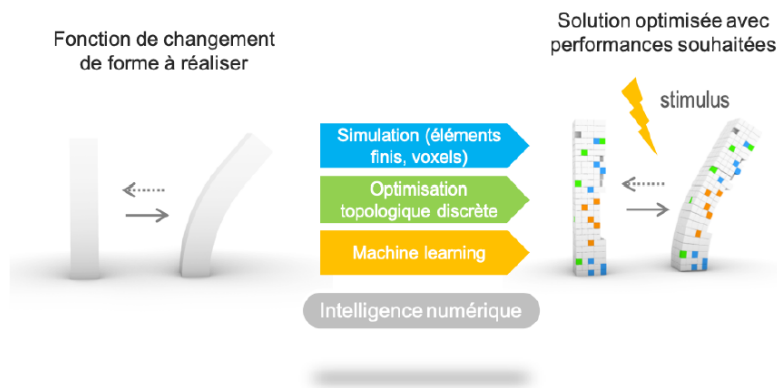 Fonction de changement
de forme à réaliser
Simulation (éléments
finis, voxels)
Optimisation
topologique discrète
Machine learning
Intelligence numérique
Solution optimisée avec
performances souhaitées
stimulus